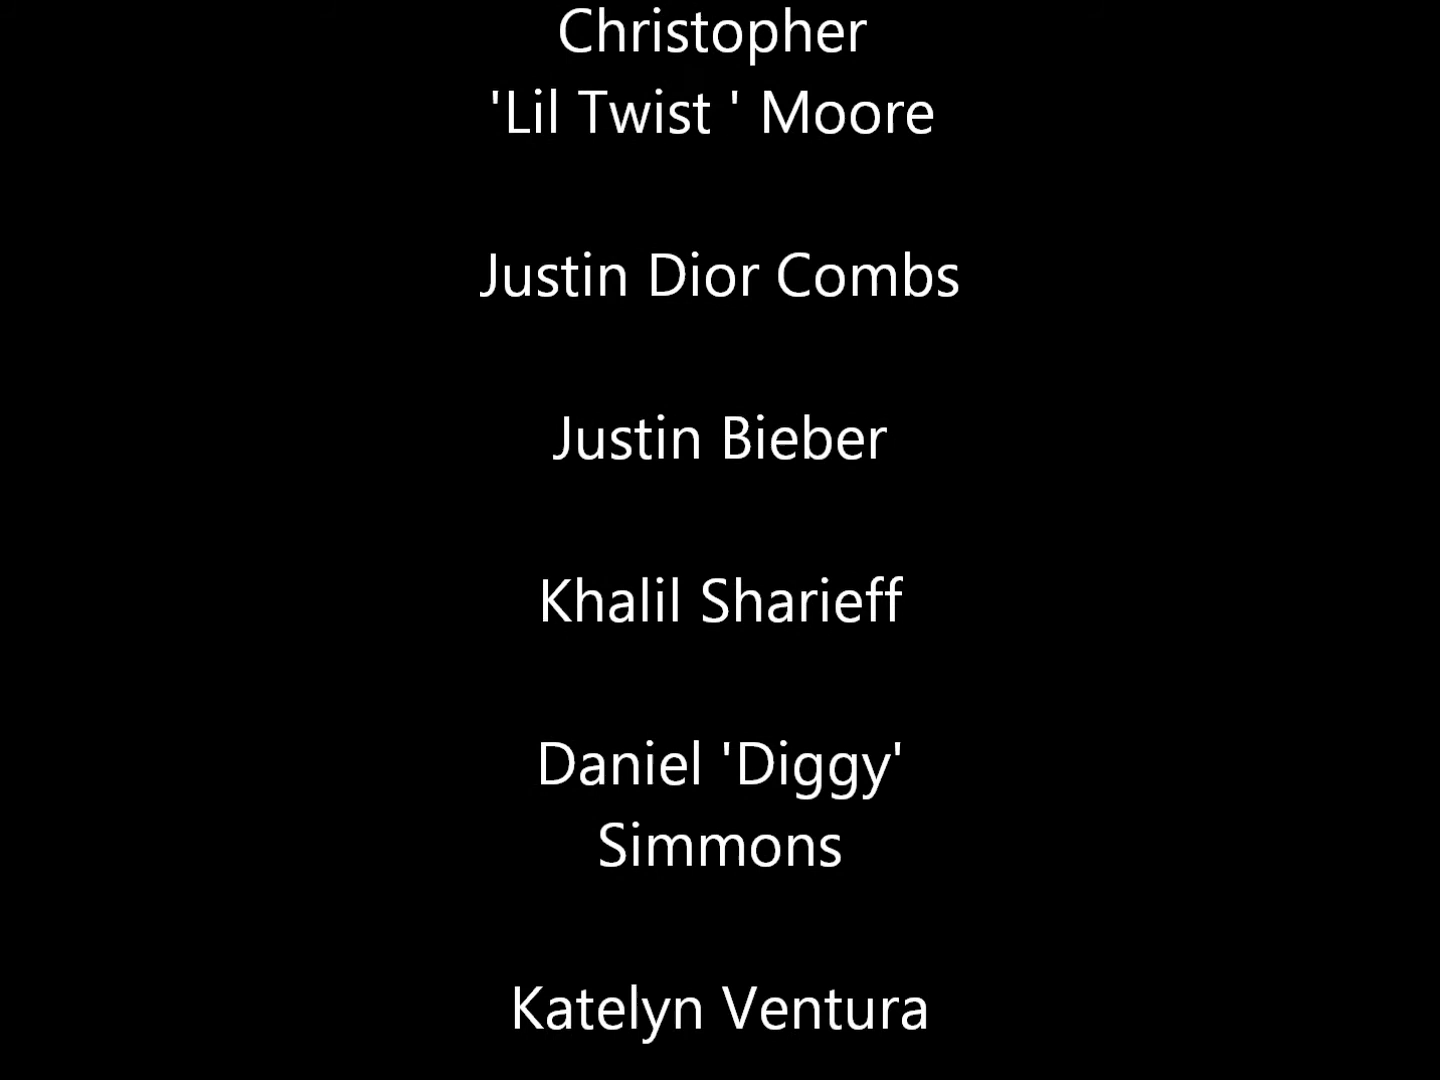 Christopher
'Lil Twist ' Moore
Justin Dior Combs
Justin Bieber
Khalil Sharieff
Daniel 'Diggy'
Simmons
Katelyn Ventura